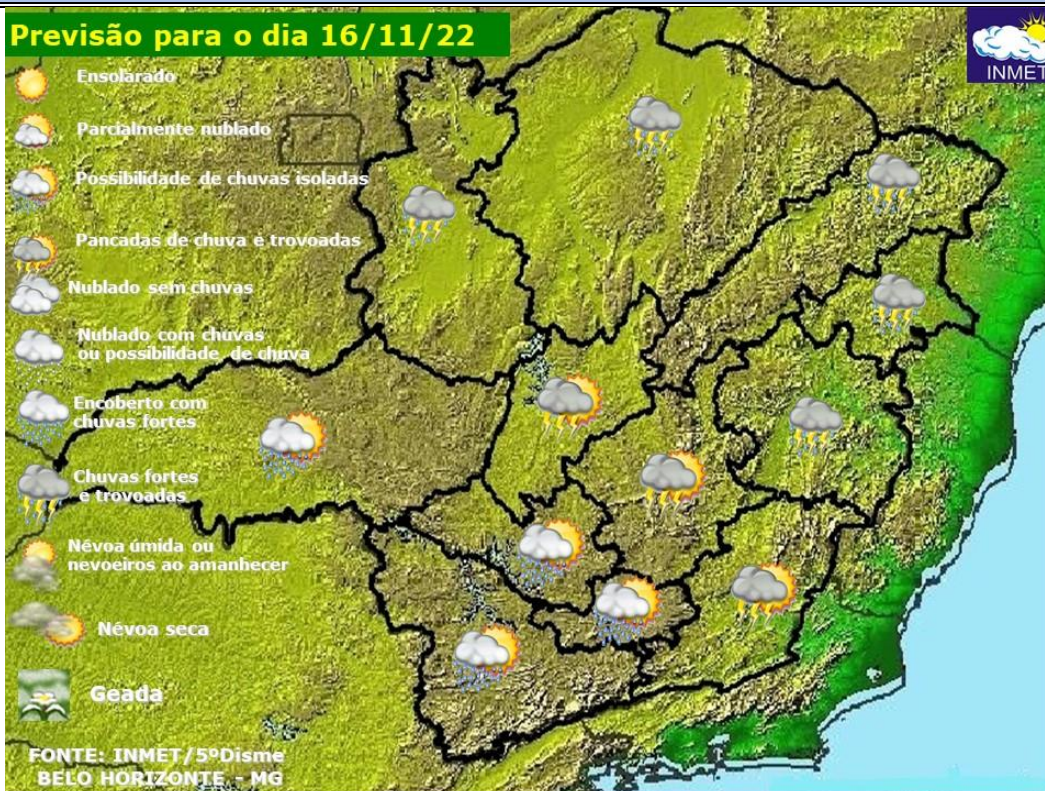 Previsão para o dia 16/11/22
INMET
Ensolarado
Parcialmente nublado
Possibilidade de chuvas isoladas
Pancadas de chuva e trovoadas
Nublado sem chuvas
Nublado com chuvas
ou possibilidade de chuva
Encoberto com
chuvas fortes
Chuvas fortes
e trovoadas
Névoa úmida ou
nevoeiros ao amanhecer
Névoa seca
Geada
FONTE: INMET/5ºDisme
BELO HORIZONTE - MG